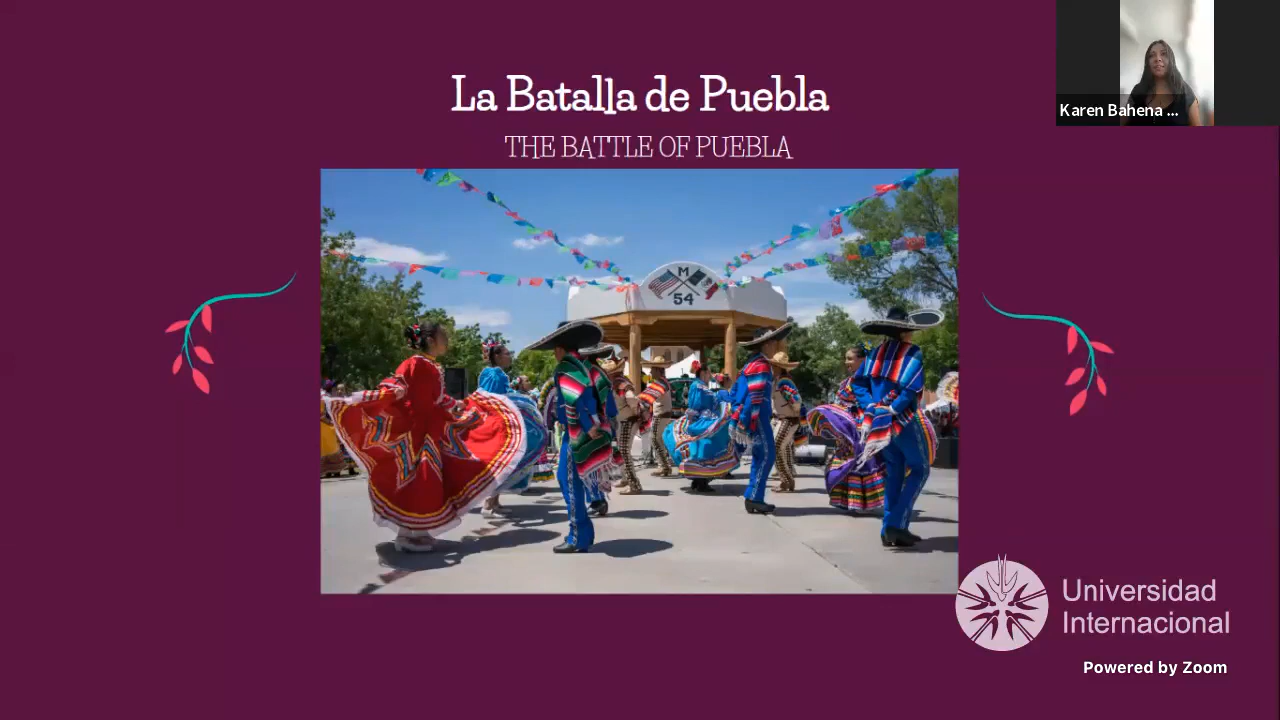 La Batalla de Puebla
THE BATTLE OF PUEBLA
Karen Bahena ...
M
54
Universidad
Internacional
Powered by Zoom